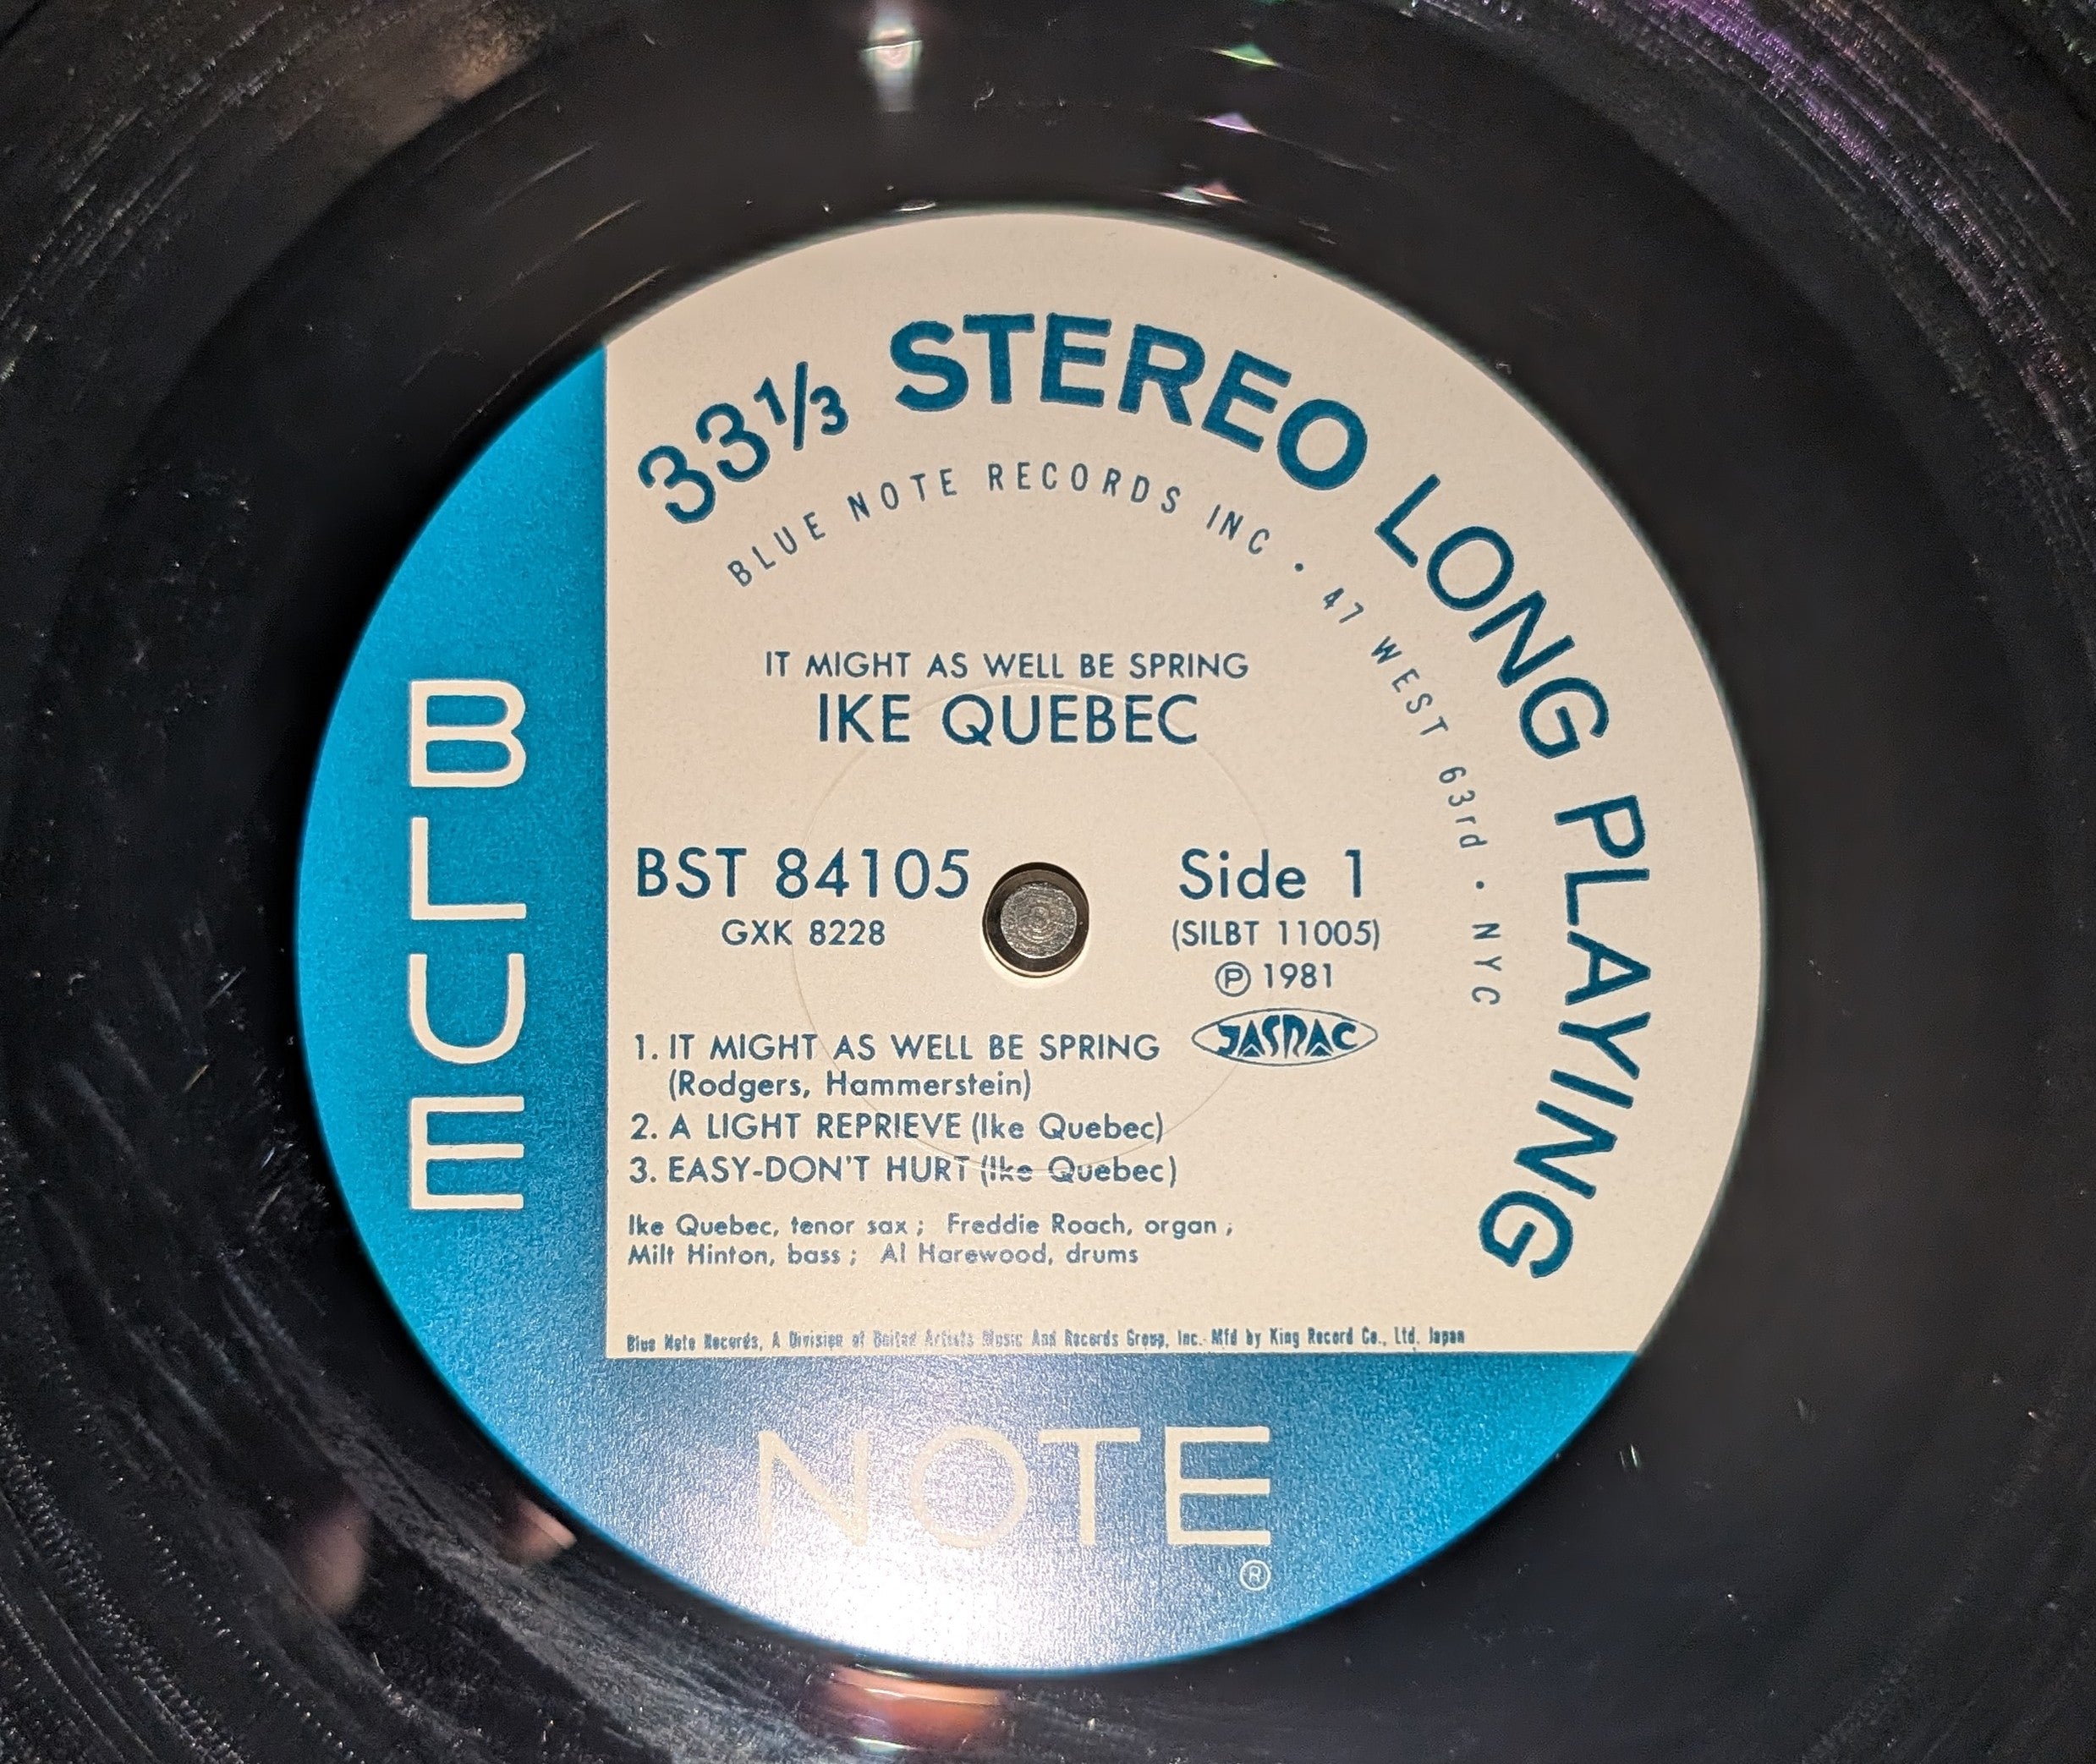 33⅓ STEREO LONG PLAYING
BLUE NOTE RECORDS INC · 47 WEST 63rd · NYC
IT MIGHT AS WELL BE SPRING
IKE QUEBEC
BST 84105
GXK 8228
Side 1
(SILBT 11005)
Ⓟ 1981
JASRAC
1. IT MIGHT AS WELL BE SPRING
(Rodgers, Hammerstein)
2. A LIGHT REPRIEVE (Ike Quebec)
3. EASY-DON'T HURT (Ike Quebec)
Ike Quebec, tenor sax ; Freddie Roach, organ ;
Milt Hinton, bass ; Al Harewood, drums
Blue Note Records, A Division of United Artists Music And Records Group, Inc. Mfd by King Record Co., Ltd. Japan
BLUE
NOTE
®